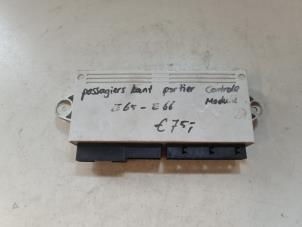 passagiers kant portier Controle
Module
E65 - E66
€75,-